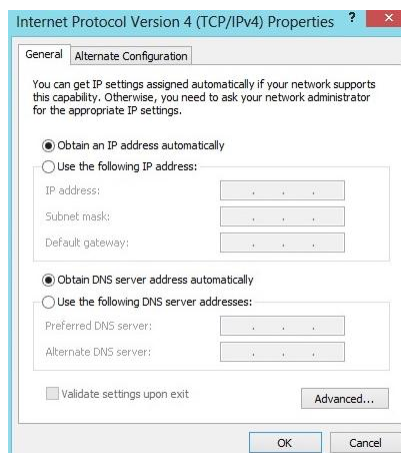 Internet Protocol Version 4 (TCP/IPv4) Properties ? ×
General Alternate Configuration
You can get IP settings assigned automatically if your network supports
this capability. Otherwise, you need to ask your network administrator
for the appropriate IP settings.
Obtain an IP address automatically
Use the following IP address:
IP address: . . .
Subnet mask: . . .
Default gateway: . . .
Obtain DNS server address automatically
Use the following DNS server addresses:
Preferred DNS server: . . .
Alternate DNS server: . . .
Validate settings upon exit
Advanced...
OK Cancel